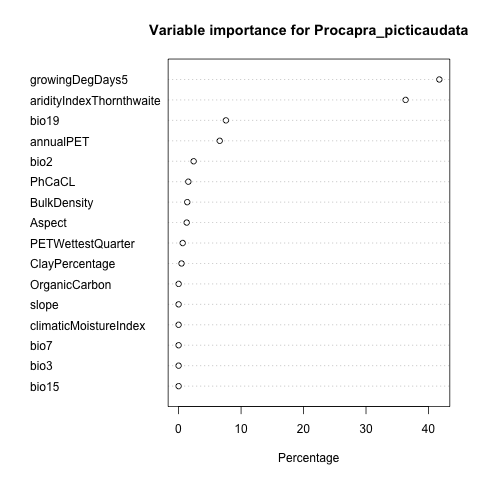 Variable importance for Procapra_picticaudata
growingDegDays5
aridityIndexThornthwaite
bio19
annualPET
bio2
PhCaCL
BulkDensity
Aspect
PETWettestQuarter
ClayPercentage
OrganicCarbon
slope
climaticMoistureIndex
bio7
bio3
bio15
0 10 20 30 40
Percentage